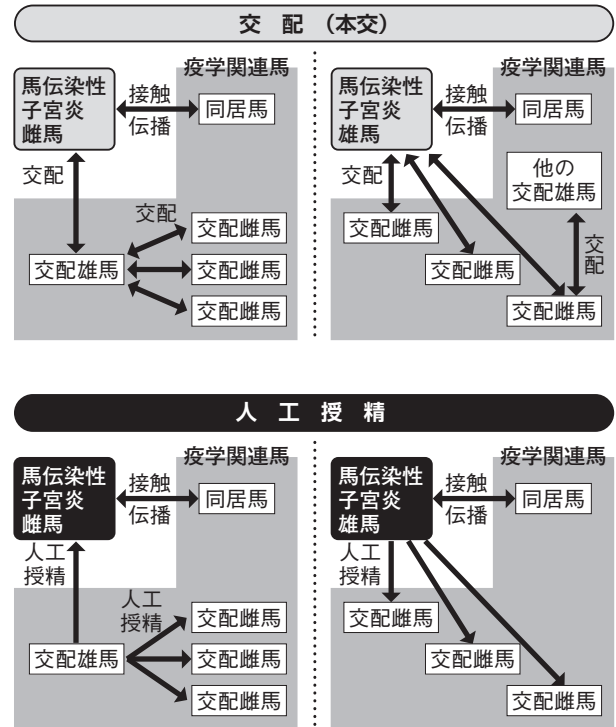 交 配 (本交)
疫学関連馬
馬伝染性
子宮炎
雌馬
接触
伝播
同居馬
交配
交配
交配雄馬
交配雌馬
交配雌馬
交配雌馬
疫学関連馬
馬伝染性
子宮炎
雄馬
接触
伝播
同居馬
交配
他の
交配雄馬
交配雌馬
交配雌馬
交配
交配雌馬
人 工 授 精
疫学関連馬
馬伝染性
子宮炎
雌馬
接触
伝播
同居馬
人工
授精
人工
授精
交配雄馬
交配雌馬
交配雌馬
交配雌馬
疫学関連馬
馬伝染性
子宮炎
雄馬
接触
伝播
同居馬
人工
授精
交配雌馬
交配雌馬
交配雌馬